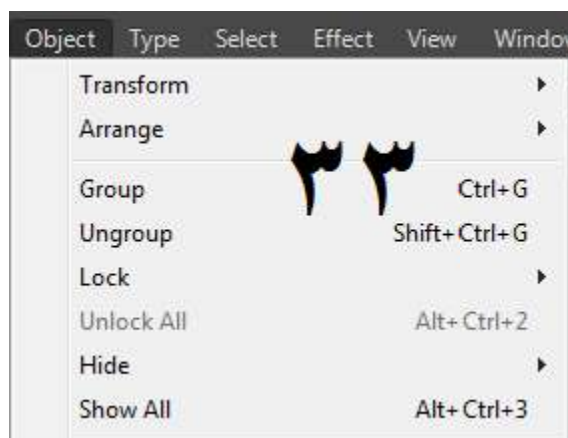 Object Type Select Effect View Windo
Transform
Arrange
٣٣
Group Ctrl+G
Ungroup Shift+Ctrl+G
Lock
Unlock All Alt+Ctrl+2
Hide
Show All Alt+Ctrl+3